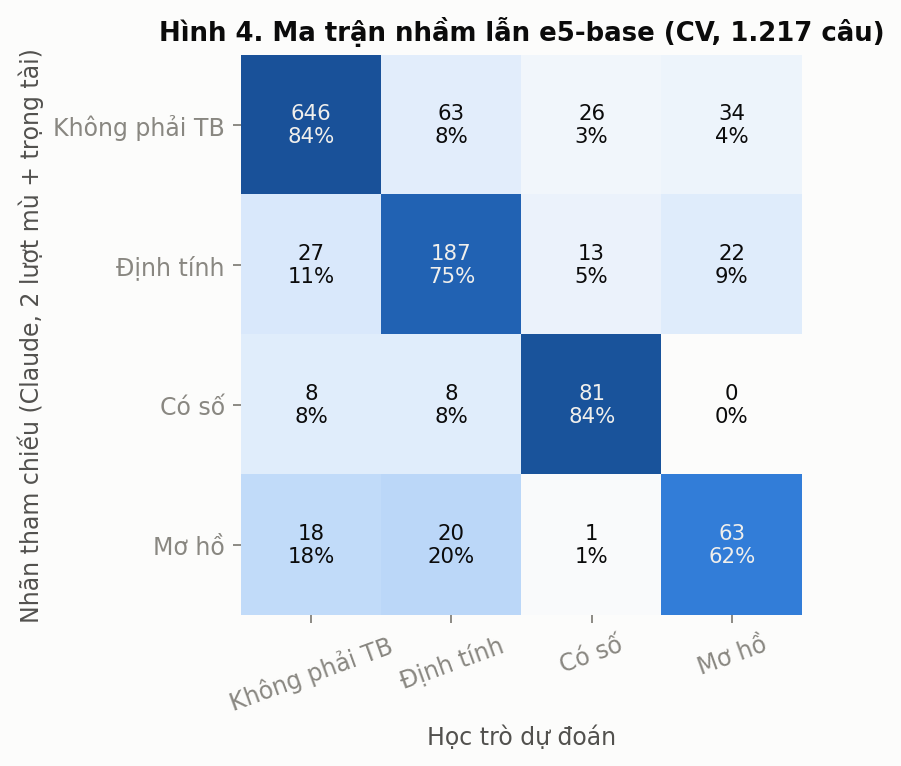 Hình 4. Ma trận nhầm lẫn e5-base (CV, 1.217 câu)
Nhãn tham chiếu (Claude, 2 lượt mù + trọng tài)
Không phải TB
646
84%
63
8%
26
3%
34
4%
Định tính
27
11%
187
75%
13
5%
22
9%
Có số
8
8%
8
8%
81
84%
0
0%
Mơ hồ
18
18%
20
20%
1
1%
63
62%
Không phải TB
Định tính
Có số
Mơ hồ
Học trò dự đoán